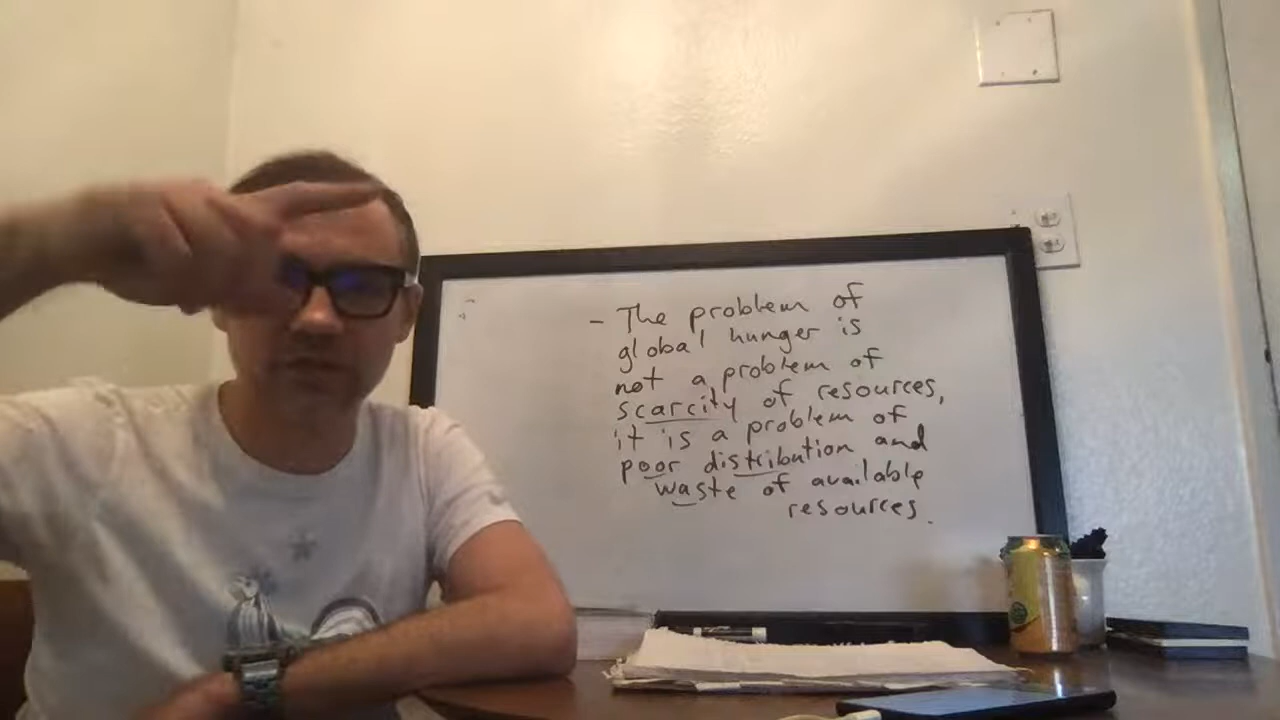 - The problem of
global hunger is
not a problem of
scarcity of resources,
it is a problem of
poor distribution and
waste of available
resources.